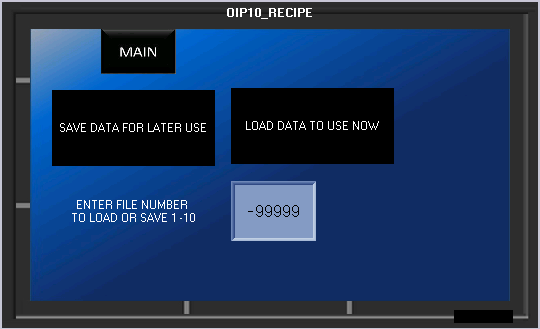 OIP10_RECIPE
MAIN
SAVE DATA FOR LATER USE
LOAD DATA TO USE NOW
ENTER FILE NUMBER
TO LOAD OR SAVE 1-10
-99999